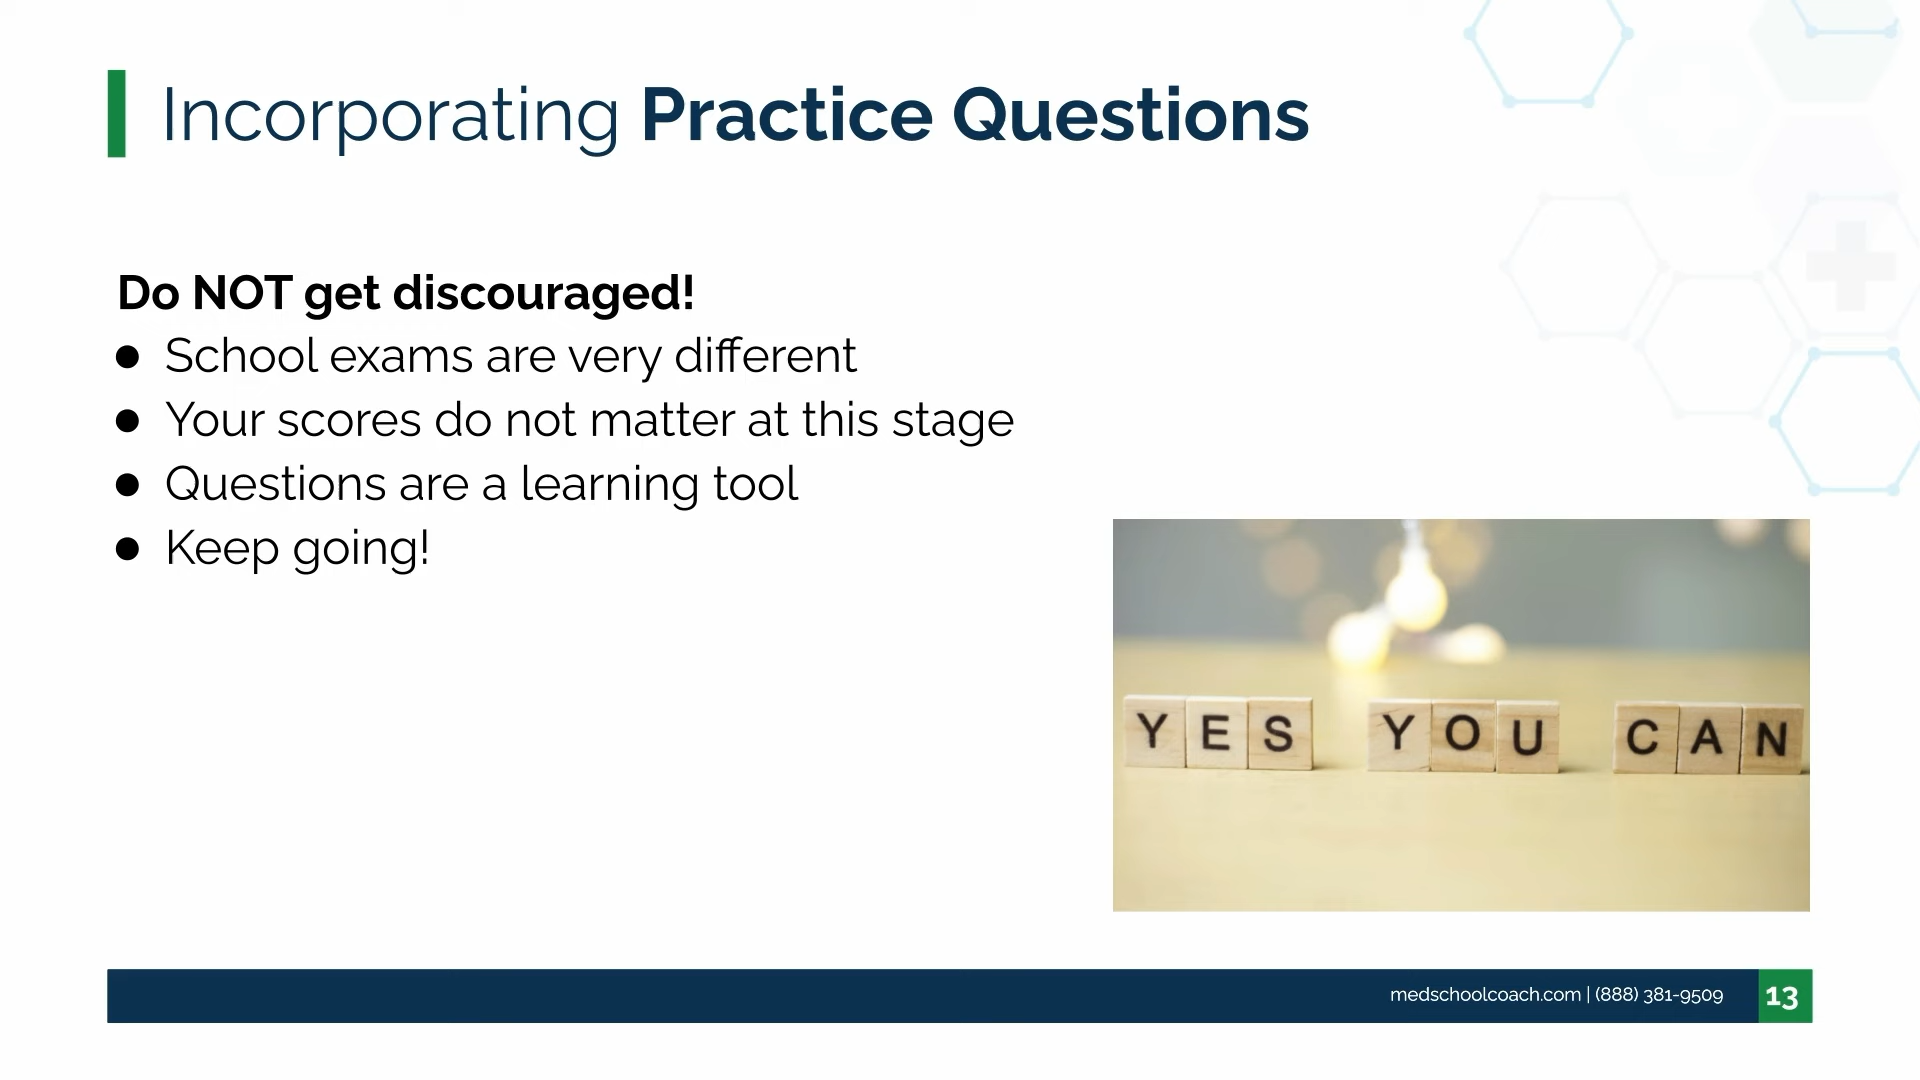 Incorporating Practice Questions
Do NOT get discouraged!
● School exams are very different
● Your scores do not matter at this stage
● Questions are a learning tool
● Keep going!
YES YOU CAN
medschoolcoach.com | (888) 381-9509
13